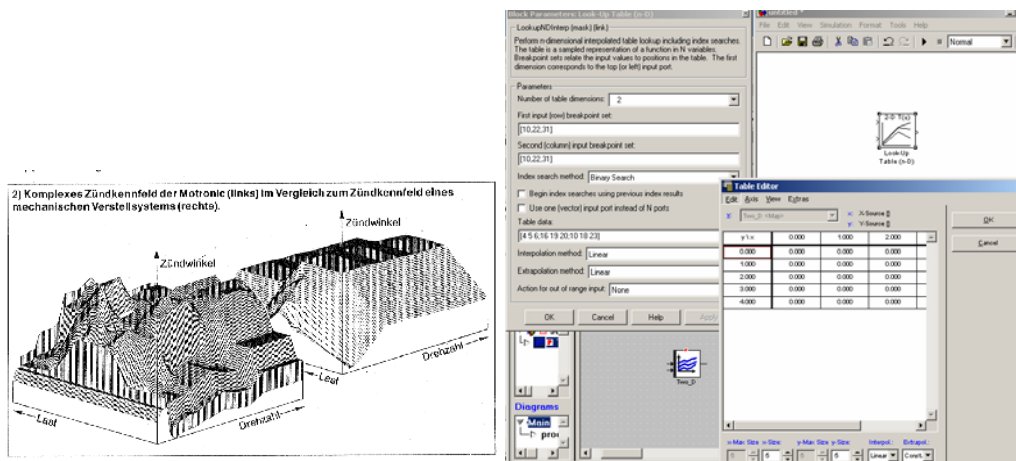 2) Komplexes Zündkennfeld der Motronic (links) im Vergleich zum Zündkennfeld eines
mechanischen Verstellsystems (rechts).
Zündwinkel
Zündwinkel
Last
Drehzahl
Last
Drehzahl
Block Parameters: Look-Up Table (n-D)
LookupNDInterp (mask) (link)
Perform n-dimensional interpolated table lookup including index searches.
The table is a sampled representation of a function in N variables.
Breakpoint sets relate the input values to positions in the table. The first
dimension corresponds to the top (or left) input port.
Parameters
Number of table dimensions: 2
First input (row) breakpoint set:
[10,22,31]
Second (column) input breakpoint set:
[10,22,31]
Index search method: Binary Search
Begin index searches using previous index results
Use one (vector) input port instead of N ports
Table data:
[4 5 6;16 19 20;10 18 23]
Interpolation method: Linear
Extrapolation method: Linear
Action for out of range input: None
OK Cancel Help Apply
untitled *
File Edit View Simulation Format Tools Help
Normal
2-D T(u)
Look-Up
Table (n-D)
Diagrams
Main
Two_D
Table Editor
Edit Axis View Extras
Two_D <Map>
x: X-Source []
y: Y-Source []
OK
Cancel
y \ x 0.000 1.000 2.000
0.000 0.000 0.000 0.000
1.000 0.000 0.000 0.000
2.000 0.000 0.000 0.000
3.000 0.000 0.000 0.000
4.000 0.000 0.000 0.000
x-Max Size x-Size: y-Max Size y-Size: Interpol.: Extrapol.:
Linear Const.